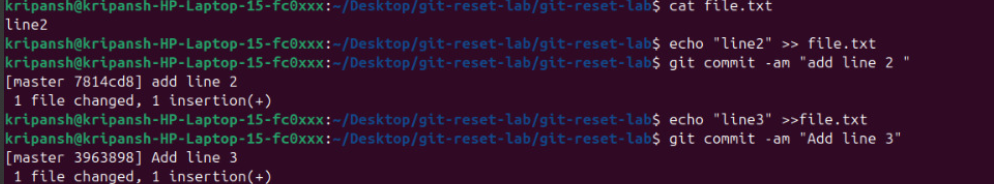 kripansh@kripansh-HP-Laptop-15-fc0xxx:~/Desktop/git-reset-lab/git-reset-lab$ cat file.txt
line2
kripansh@kripansh-HP-Laptop-15-fc0xxx:~/Desktop/git-reset-lab/git-reset-lab$ echo "line2" >> file.txt
kripansh@kripansh-HP-Laptop-15-fc0xxx:~/Desktop/git-reset-lab/git-reset-lab$ git commit -am "add line 2 "
[master 7814cd8] add line 2
 1 file changed, 1 insertion(+)
kripansh@kripansh-HP-Laptop-15-fc0xxx:~/Desktop/git-reset-lab/git-reset-lab$ echo "line3" >>file.txt
kripansh@kripansh-HP-Laptop-15-fc0xxx:~/Desktop/git-reset-lab/git-reset-lab$ git commit -am "Add line 3"
[master 3963898] Add line 3
 1 file changed, 1 insertion(+)